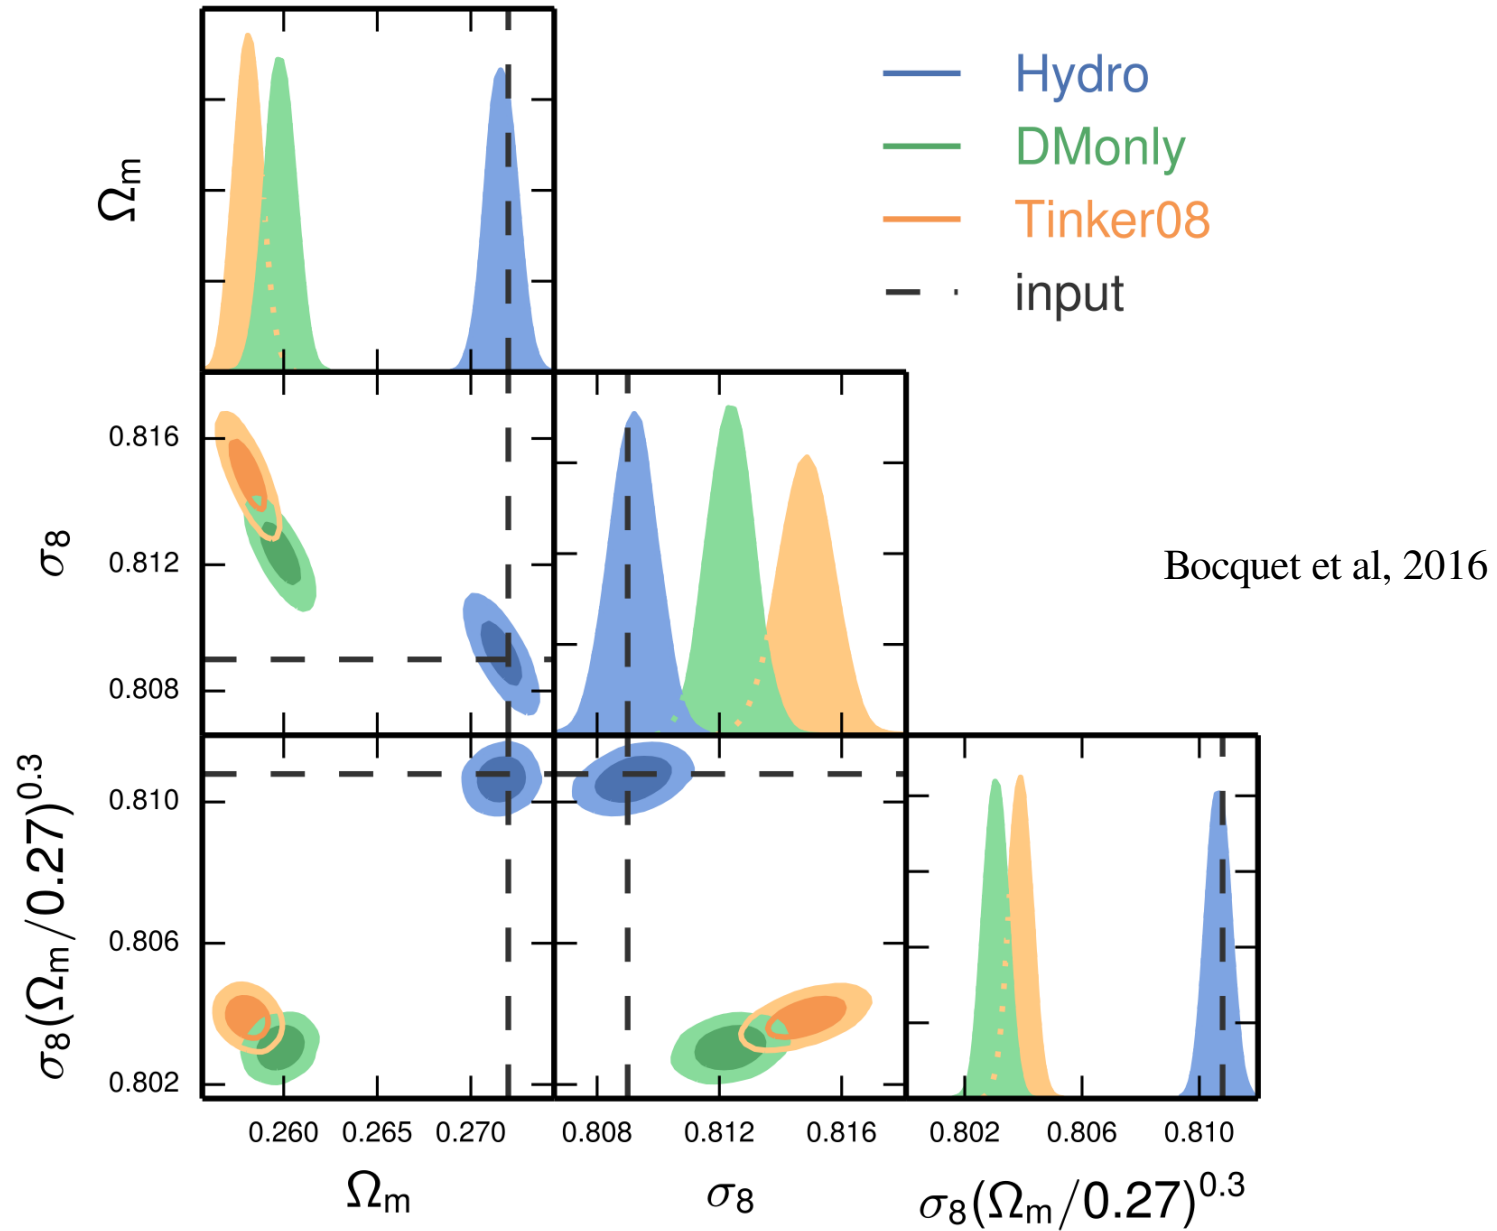 Hydro
DMonly
Tinker08
input
Ωm
0.816
0.812
0.808
σ8
Bocquet et al, 2016
0.810
0.806
0.802
σ8(Ωm/0.27)0.3
0.260 0.265 0.270 0.808 0.812 0.816 0.802 0.806 0.810
Ωm σ8 σ8(Ωm/0.27)0.3